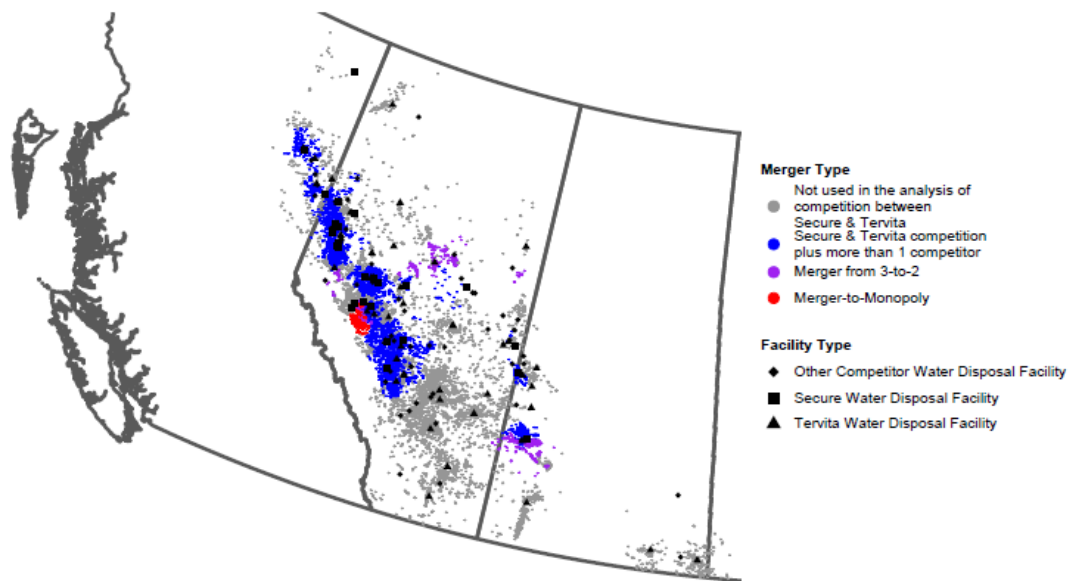 Merger Type
Not used in the analysis of
competition between
Secure & Tervita
Secure & Tervita competition
plus more than 1 competitor
Merger from 3-to-2
Merger-to-Monopoly
Facility Type
Other Competitor Water Disposal Facility
Secure Water Disposal Facility
Tervita Water Disposal Facility